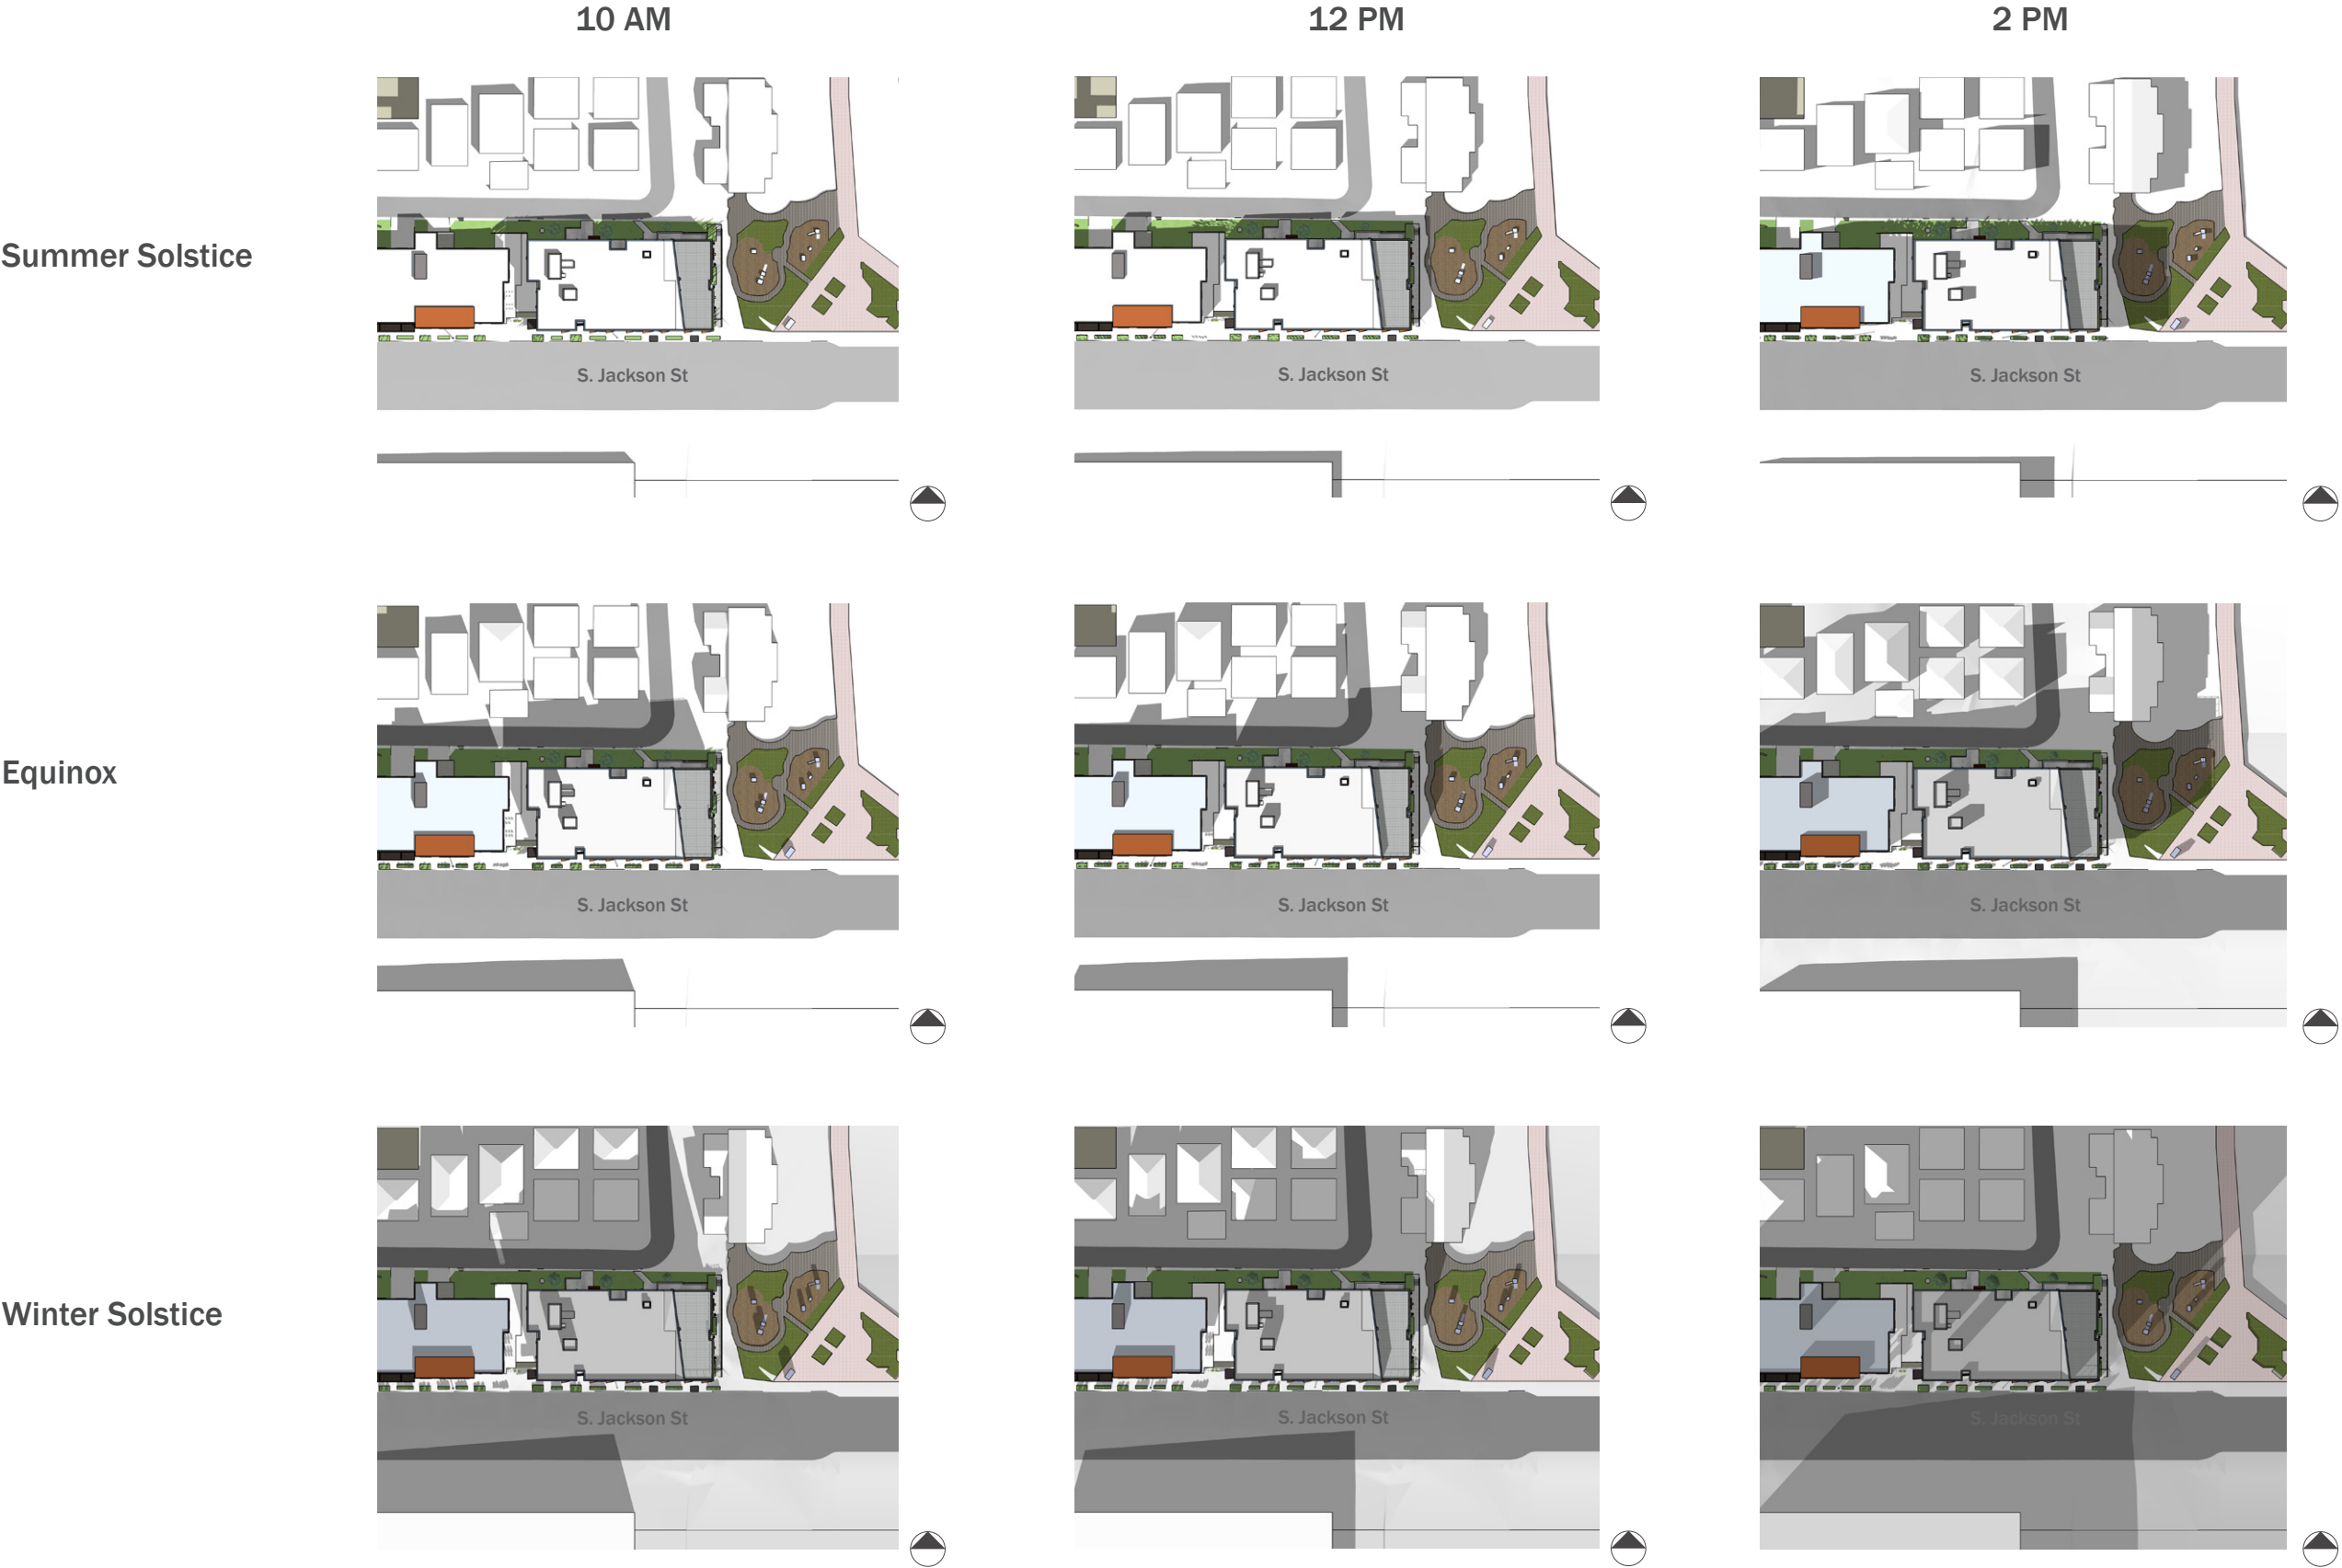 10 AM 12 PM 2 PM
Summer Solstice
S. Jackson St S. Jackson St S. Jackson St
Equinox
S. Jackson St S. Jackson St S. Jackson St
Winter Solstice
S. Jackson St S. Jackson St S. Jackson St